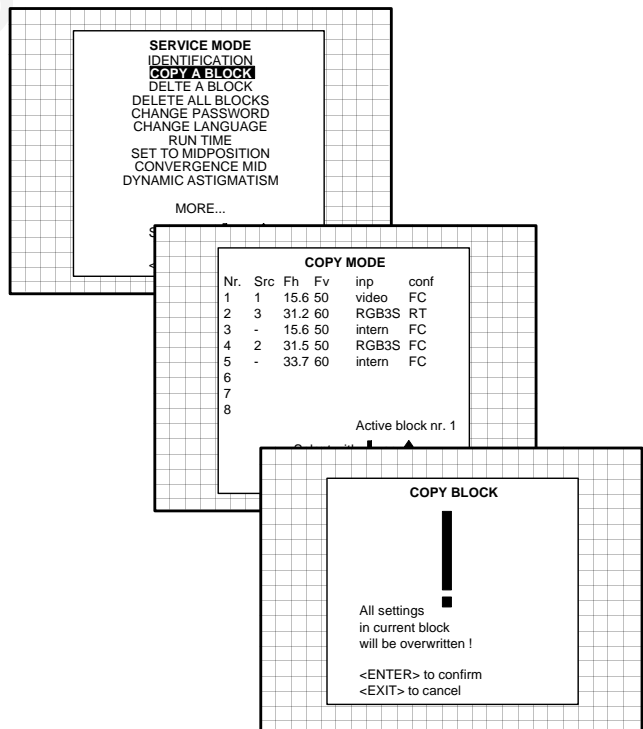 SERVICE MODE
IDENTIFICATION
COPY A BLOCK
DELTE A BLOCK
DELETE ALL BLOCKS
CHANGE PASSWORD
CHANGE LANGUAGE
RUN TIME
SET TO MIDPOSITION
CONVERGENCE MID
DYNAMIC ASTIGMATISM
MORE...
COPY MODE
Nr. Src Fh Fv inp conf
1 1 15.6 50 video FC
2 3 31.2 60 RGB3S RT
3 - 15.6 50 intern FC
4 2 31.5 50 RGB3S FC
5 - 33.7 60 intern FC
6
7
8
Active block nr. 1
COPY BLOCK
!
All settings
in current block
will be overwritten !
<ENTER> to confirm
<EXIT> to cancel